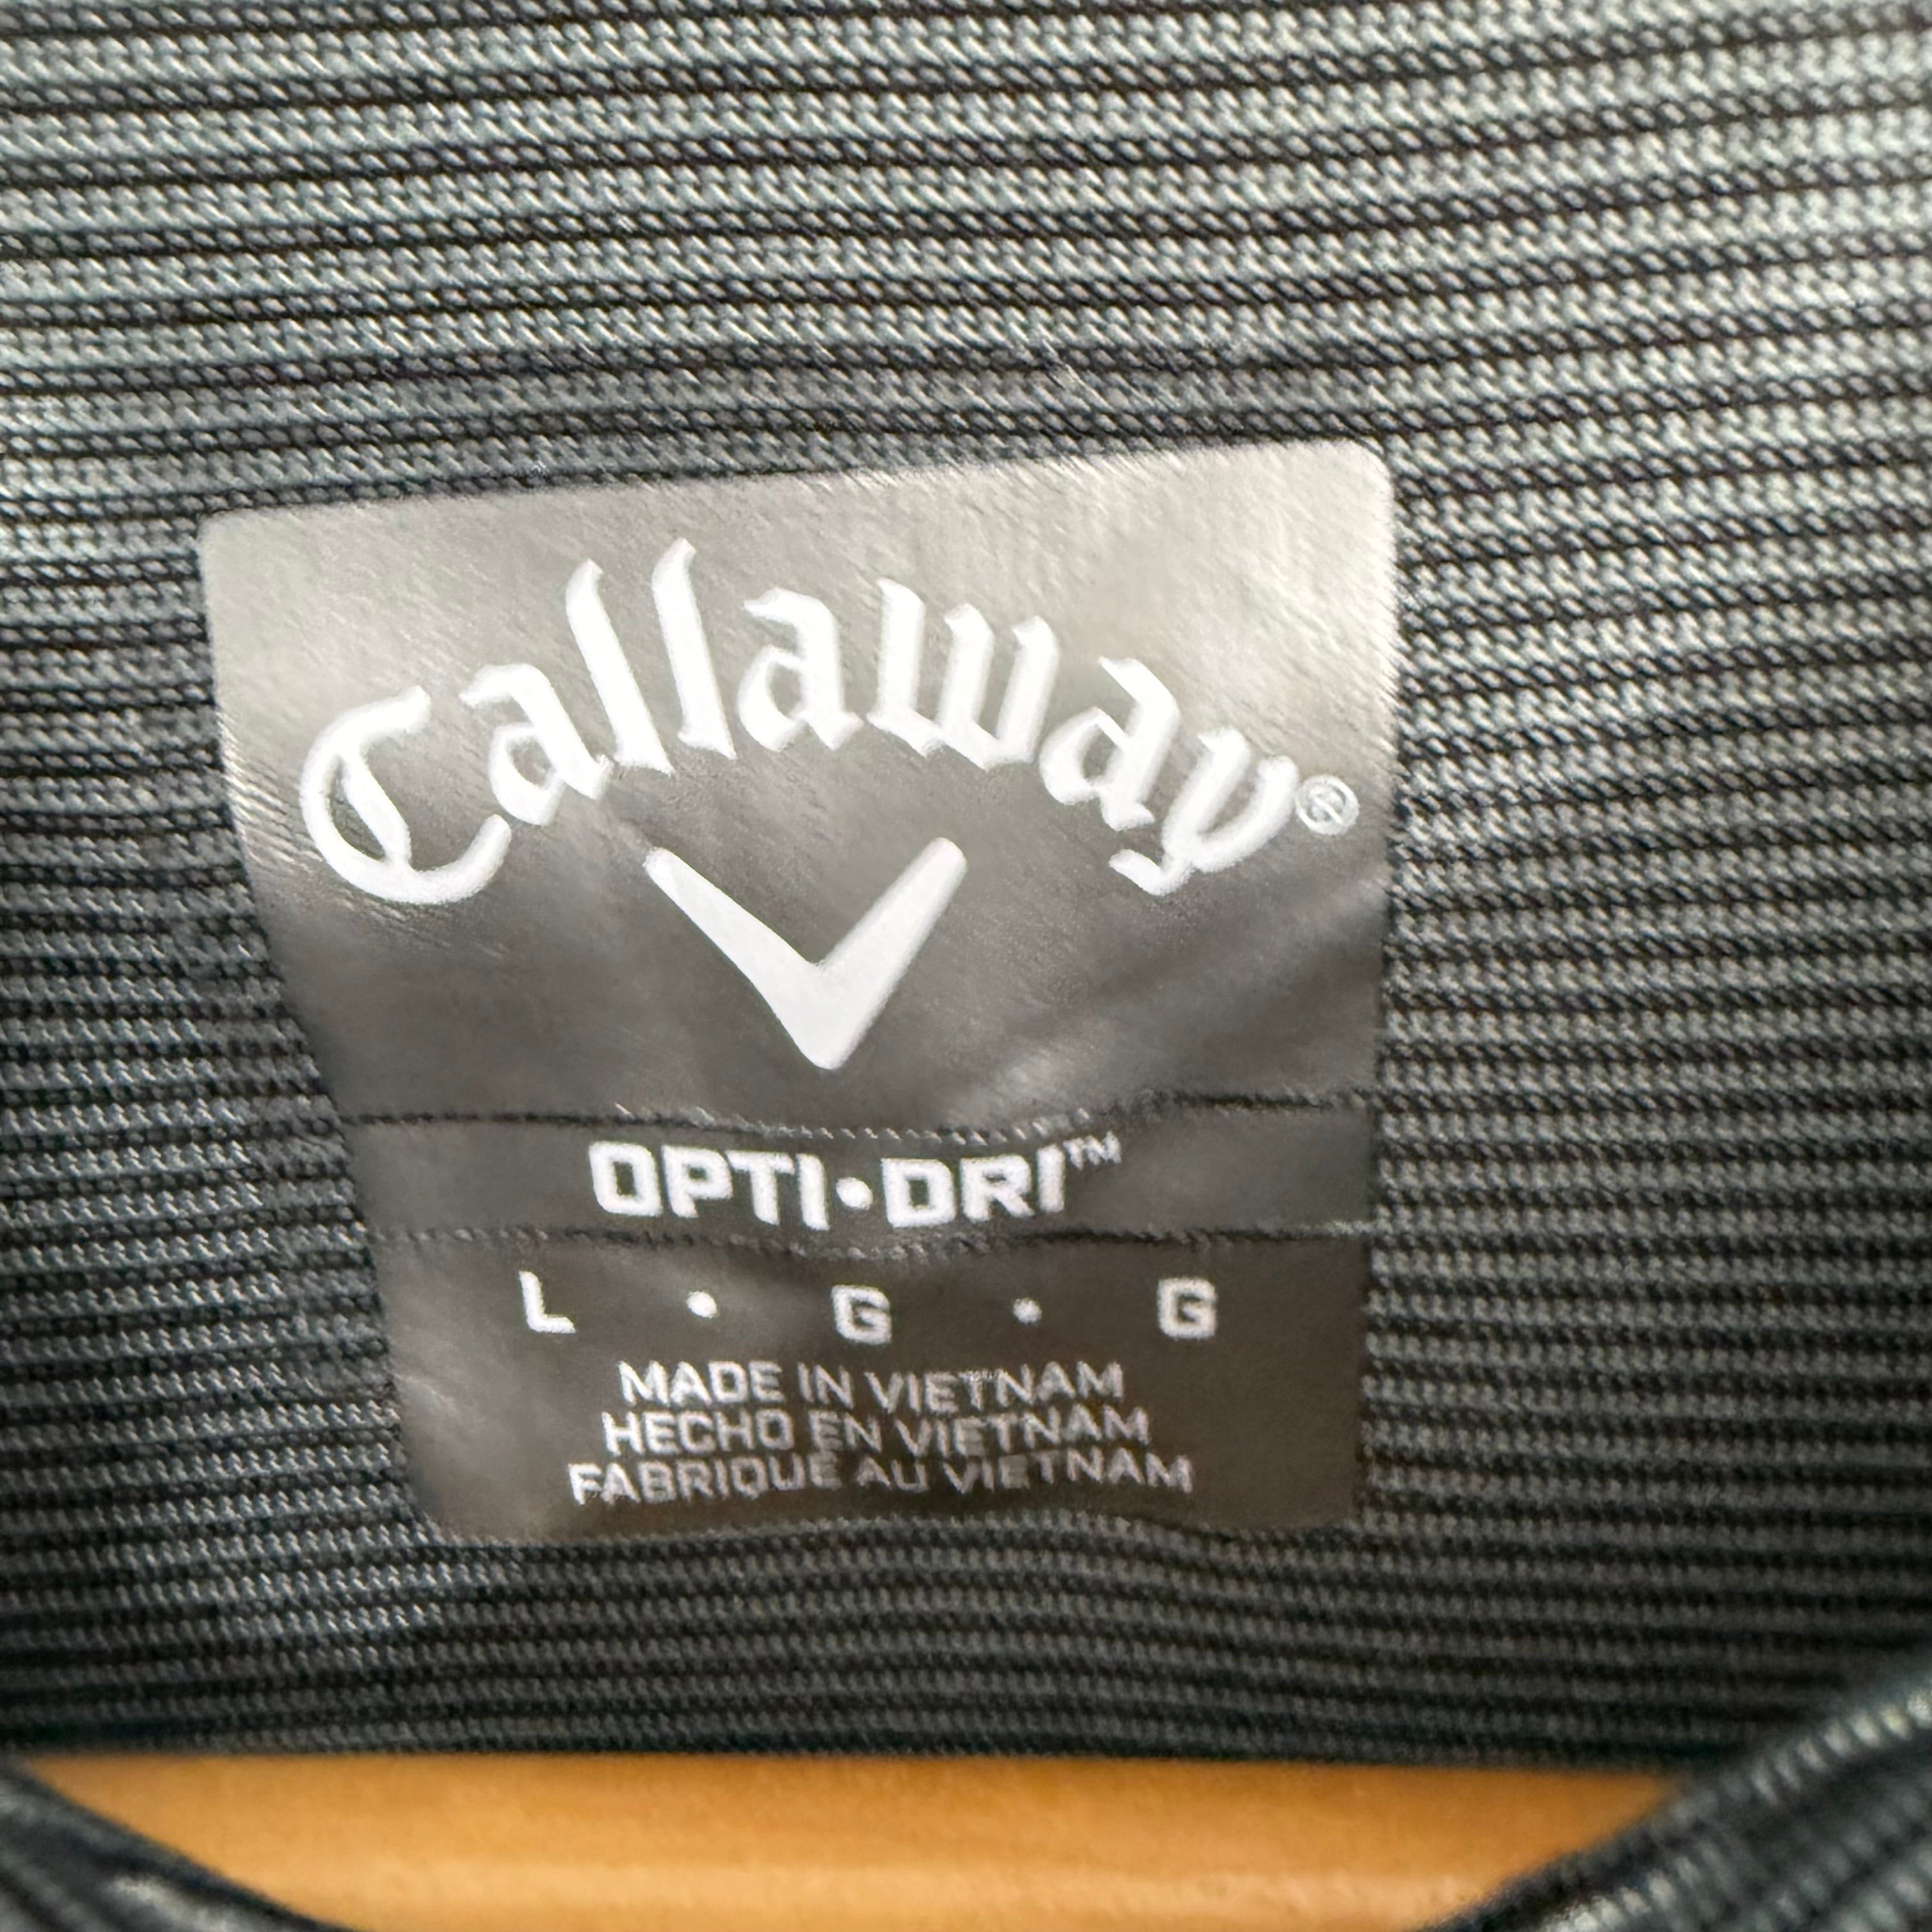 Callaway®
OPTI•DRI™
L • G • G
MADE IN VIETNAM
HECHO EN VIETNAM
FABRIQUÉ AU VIETNAM